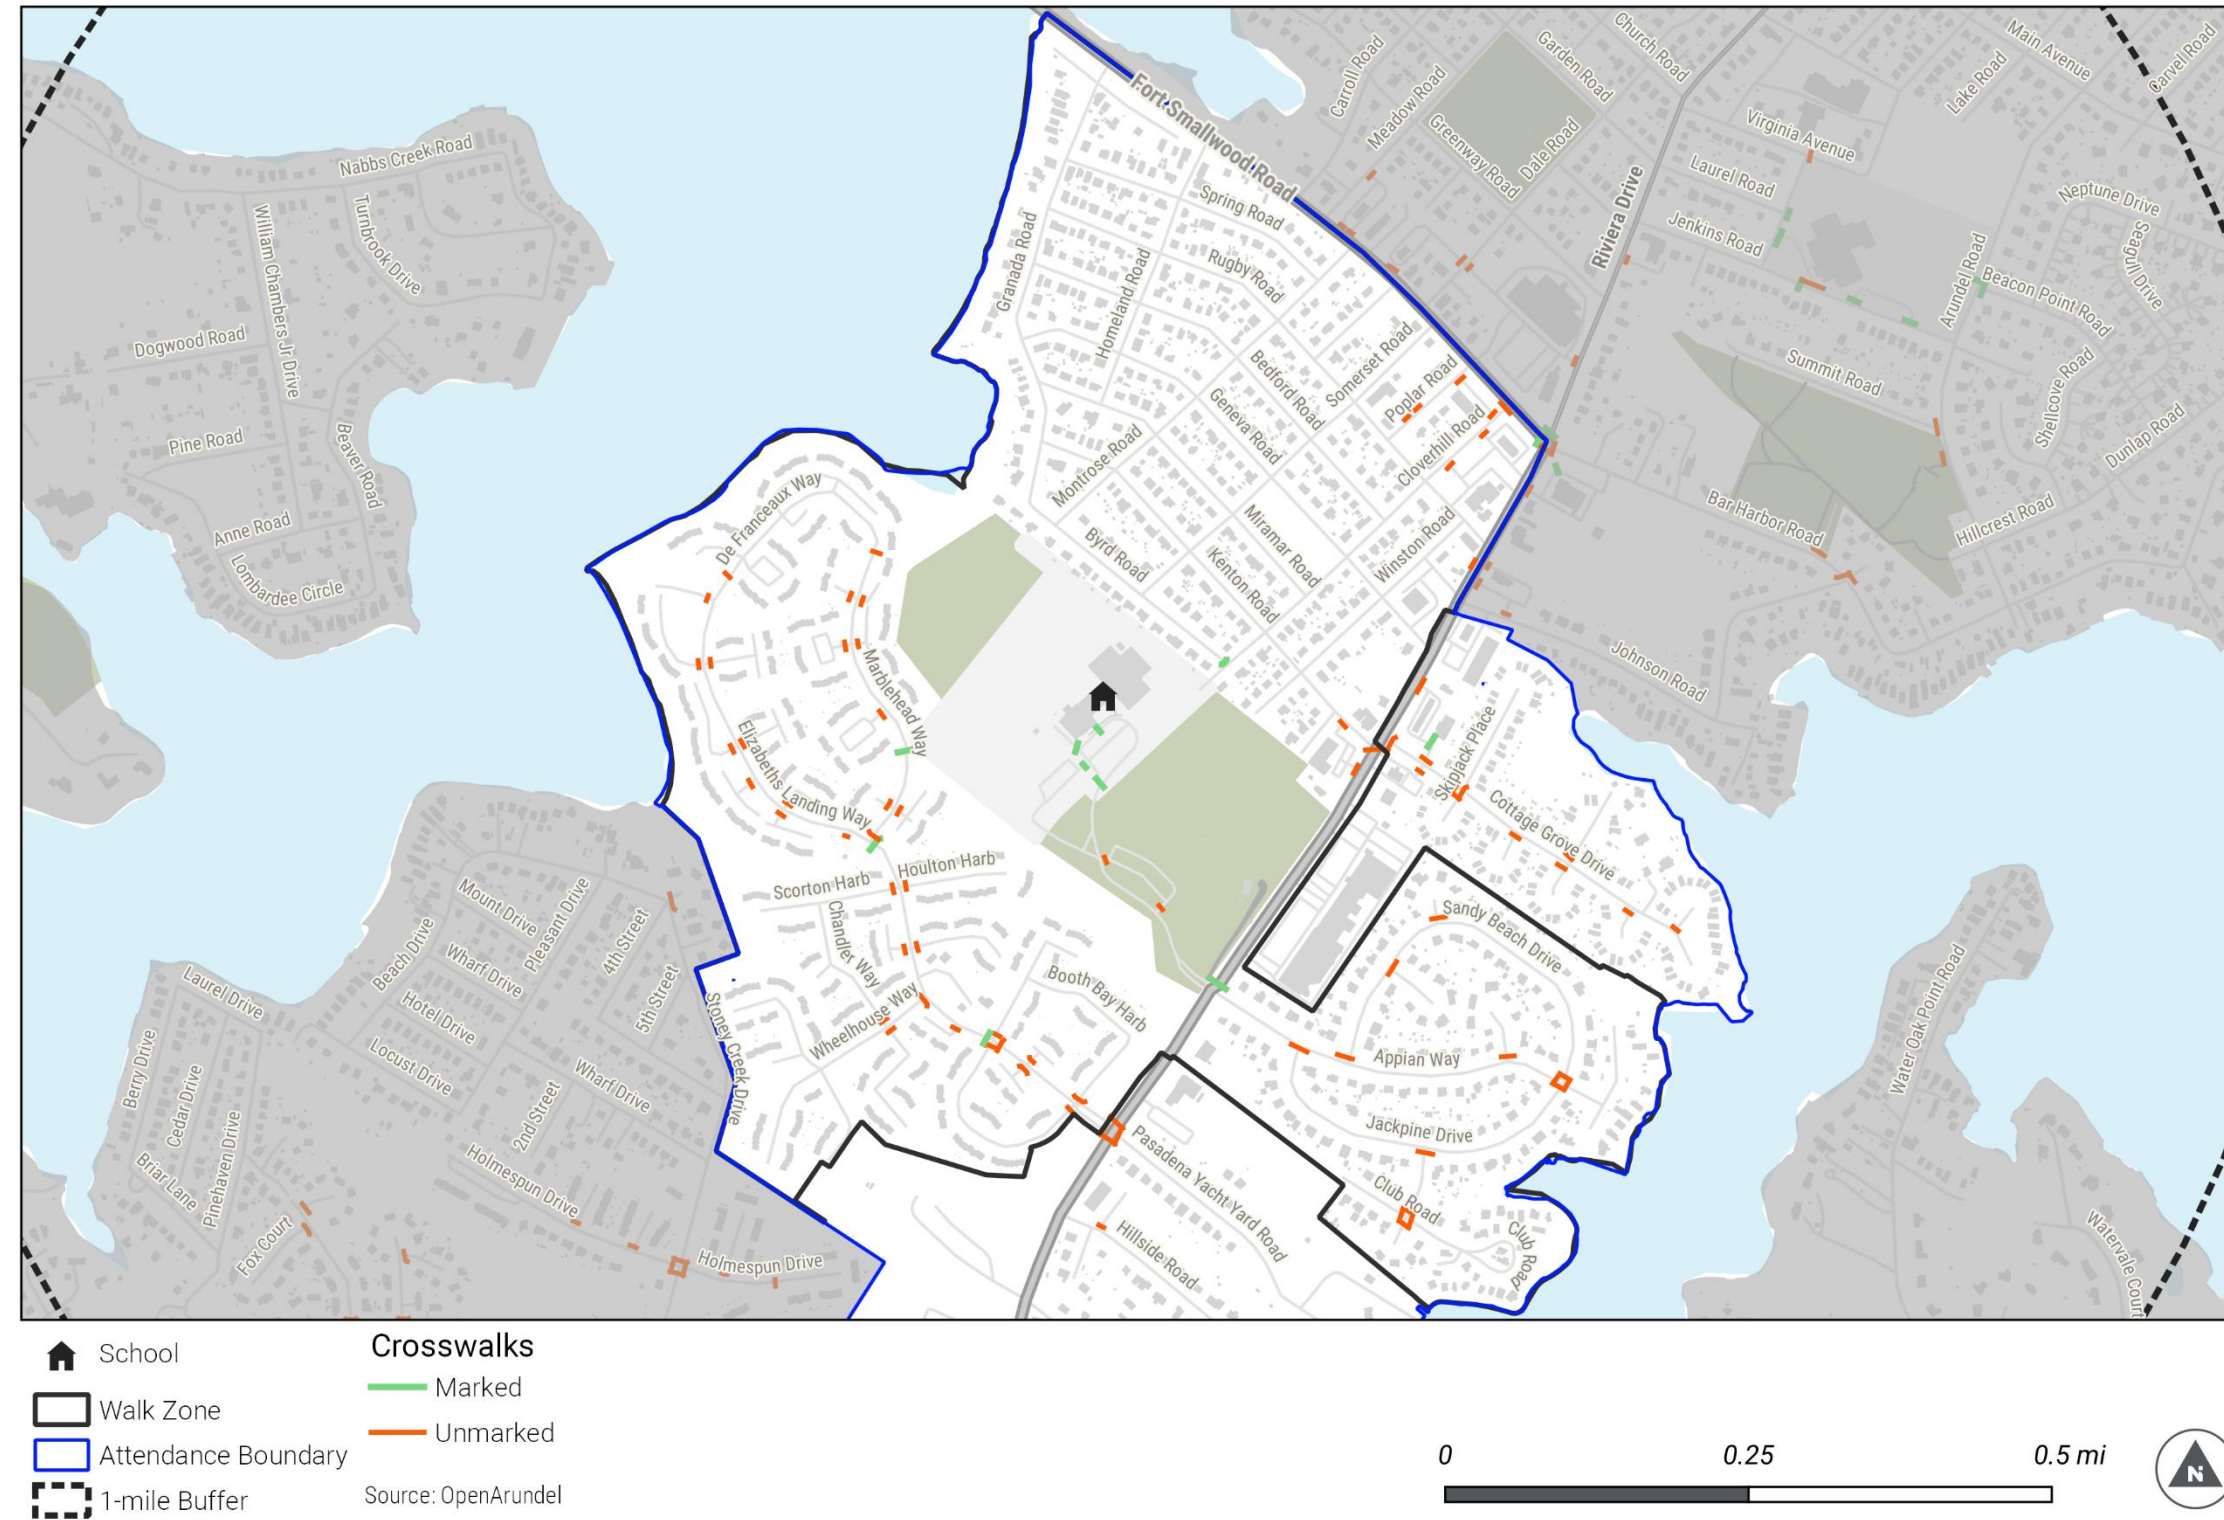 Nabbs Creek Road
Turnbrook Drive
William Chambers Jr Drive
Dogwood Road
Pine Road
Beaver Road
Anne Road
Lombardee Circle
Fort Smallwood Road
Carroll Road
Meadow Road
Garden Road
Church Road
Greenway Road
Dale Road
Main Avenue
Lake Road
Carvel Road
Virginia Avenue
Laurel Road
Jenkins Road
Riviera Drive
Neptune Drive
Seagull Drive
Arundel Road
Beacon Point Road
Summit Road
Shellcove Road
Dunlap Road
Hillcrest Road
Bar Harbor Road
Johnson Road
Spring Road
Granada Road
Rugby Road
Homeland Road
Bedford Road
Somerset Road
Poplar Road
Geneva Road
Cloverhill Road
Montrose Road
Miramar Road
Winston Road
Byrd Road
Kenton Road
De Franceaux Way
Marblehead Way
Elizabeths Landing Way
Scorton Harb
Houlton Harb
Chandler Way
Wheelhouse Way
Booth Bay Harb
Stoney Creek Drive
Skipjack Place
Cottage Grove Drive
Sandy Beach Drive
Appian Way
Jackpine Drive
Club Road
Club Road
Pasadena Yacht Yard Road
Hillside Road
Mount Drive
Pleasant Drive
4th Street
5th Street
Beach Drive
Wharf Drive
Laurel Drive
Hotel Drive
Locust Drive
Berry Drive
Cedar Drive
Pinehaven Drive
Briar Lane
2nd Street
Wharf Drive
Holmespun Drive
Fox Court
Holmespun Drive
Water Oak Point Road
Watervale Court
School
Walk Zone
Attendance Boundary
1-mile Buffer
Crosswalks
Marked
Unmarked
Source: OpenArundel
0 0.25 0.5 mi
N